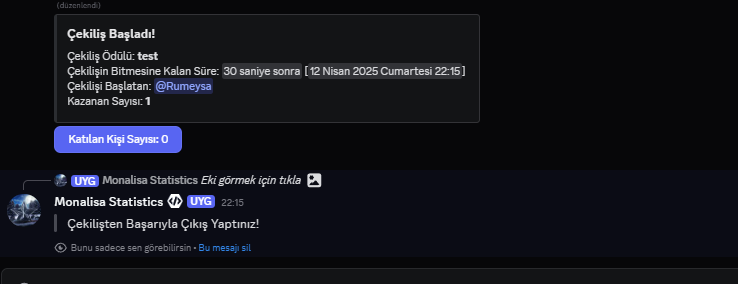 (düzenlendi)
Çekiliş Başladı!
Çekiliş Ödülü: test
Çekilişin Bitmesine Kalan Süre: 30 saniye sonra [12 Nisan 2025 Cumartesi 22:15]
Çekilişi Başlatan: @Rumeysa
Kazanan Sayısı: 1
Katılan Kişi Sayısı: 0
UYG Monalisa Statistics Eki görmek için tıkla
Monalisa Statistics UYG 22:15
Çekilişten Başarıyla Çıkış Yaptınız!
Bunu sadece sen görebilirsin • Bu mesajı sil